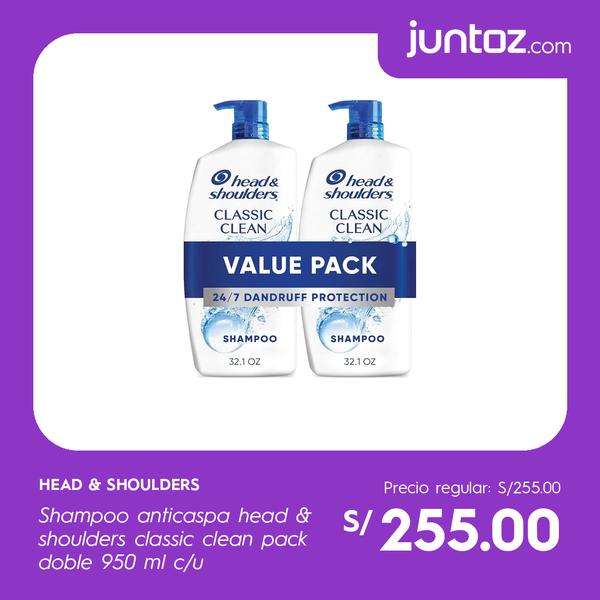 juntoz.com
head &
shoulders
CLASSIC
CLEAN
head &
shoulders
CLASSIC
CLEAN
VALUE PACK
24/7 DANDRUFF PROTECTION
SHAMPOO
32.1 OZ
SHAMPOO
32.1 OZ
HEAD & SHOULDERS
Shampoo anticaspa head &
shoulders classic clean pack
doble 950 ml c/u
Precio regular: S/255.00
S/ 255.00